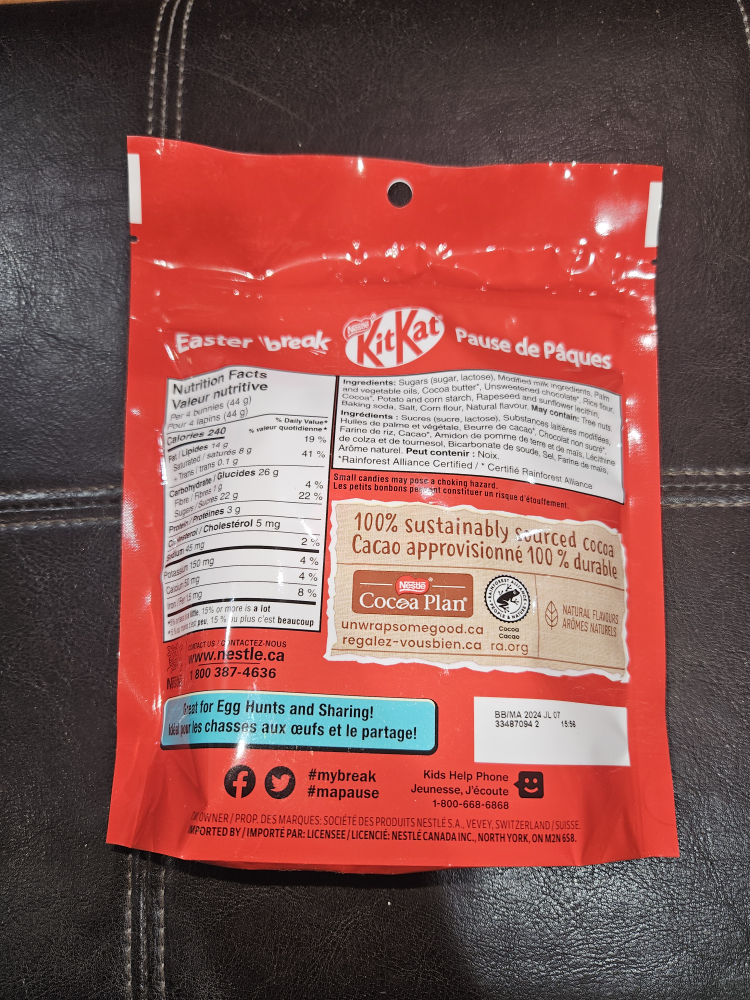 Easter break
Nestlé
KitKat
Pause de Pâques
Nutrition Facts
Valeur nutritive
Per 4 bunnies (44 g)
Pour 4 lapins (44 g)
Calories 240
% Daily Value*
% valeur quotidienne*
Fat / Lipides 14 g 19 %
Saturated / saturés 8 g
+ Trans / trans 0.1 g 41 %
Carbohydrate / Glucides 26 g
Fibre / Fibres 1 g 4 %
Sugars / Sucres 22 g 22 %
Protein / Protéines 3 g
Cholesterol / Cholestérol 5 mg
Sodium 45 mg 2 %
Potassium 150 mg 4 %
Calcium 50 mg 4 %
Iron / Fer 1.5 mg 8 %
little, 15% or more is a lot
peu, 15 % ou plus c'est beaucoup
Ingredients: Sugars (sugar, lactose), Modified milk ingredients, Palm
and vegetable oils, Cocoa butter*, Unsweetened chocolate*, Rice flour,
Cocoa*, Potato and corn starch, Rapeseed and sunflower lecithin,
Baking soda, Salt, Corn flour, Natural flavour. May contain: Tree nuts
Ingrédients: Sucres (sucre, lactose), Substances laitières modifiées,
Huiles de palme et végétale, Beurre de cacao*, Chocolat non sucré*,
Farine de riz, Cacao*, Amidon de pomme de terre et de maïs, Lécithine
de colza et de tournesol, Bicarbonate de soude, Sel, Farine de maïs,
Arôme naturel. Peut contenir : Noix.
*Rainforest Alliance Certified / * Certifié Rainforest Alliance
Small candies may pose a choking hazard.
Les petits bonbons peuvent constituer un risque d'étouffement.
100% sustainably sourced cocoa
Cacao approvisionné 100 % durable
Nestlé
Cocoa Plan®
RAINFOREST ALLIANCE
PEOPLE & NATURE
Cocoa
Cacao
NATURAL FLAVOURS
ARÔMES NATURELS
unwrapsomegood.ca
regalez-vousbien.ca ra.org
CONTACT US / CONTACTEZ-NOUS
www.nestle.ca
1 800 387-4636
Nestlé
Great for Egg Hunts and Sharing!
Idéal pour les chasses aux œufs et le partage!
BB/MA 2024 JL 07
33487094 2 15:56
#mybreak
#mapause
Kids Help Phone
Jeunesse, J'écoute
1-800-668-6868
OWNER / PROP. DES MARQUES: SOCIÉTÉ DES PRODUITS NESTLÉ S.A., VEVEY, SWITZERLAND / SUISSE.
IMPORTED BY / IMPORTÉ PAR: LICENSEE / LICENCIÉ: NESTLÉ CANADA INC., NORTH YORK, ON M2N 6S8.